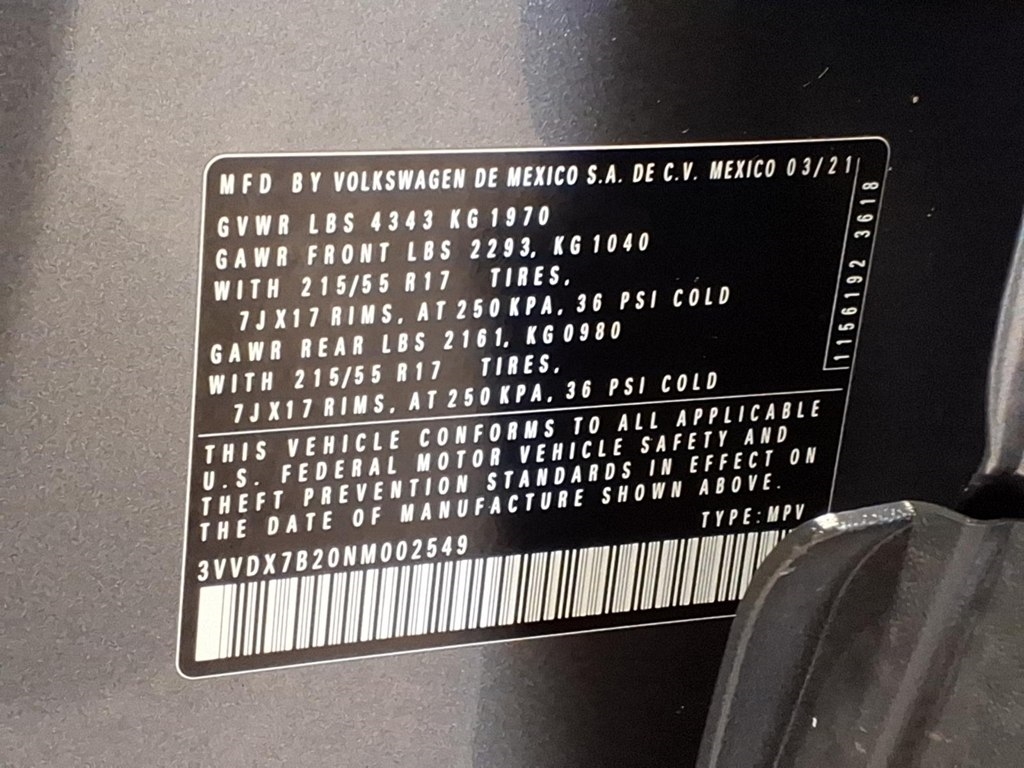 MFD BY VOLKSWAGEN DE MEXICO S.A. DE C.V. MEXICO 03/21
GVWR LBS 4343 KG 1970
GAWR FRONT LBS 2293, KG 1040
WITH 215/55 R17 TIRES,
7J X17 RIMS, AT 250 KPA, 36 PSI COLD
GAWR REAR LBS 2161, KG 0980
WITH 215/55 R17 TIRES,
7J X17 RIMS, AT 250 KPA, 36 PSI COLD
1156192 3618
THIS VEHICLE CONFORMS TO ALL APPLICABLE
U.S. FEDERAL MOTOR VEHICLE SAFETY AND
THEFT PREVENTION STANDARDS IN EFFECT ON
THE DATE OF MANUFACTURE SHOWN ABOVE.
TYPE: MPV
3VVDX7B20NM002549